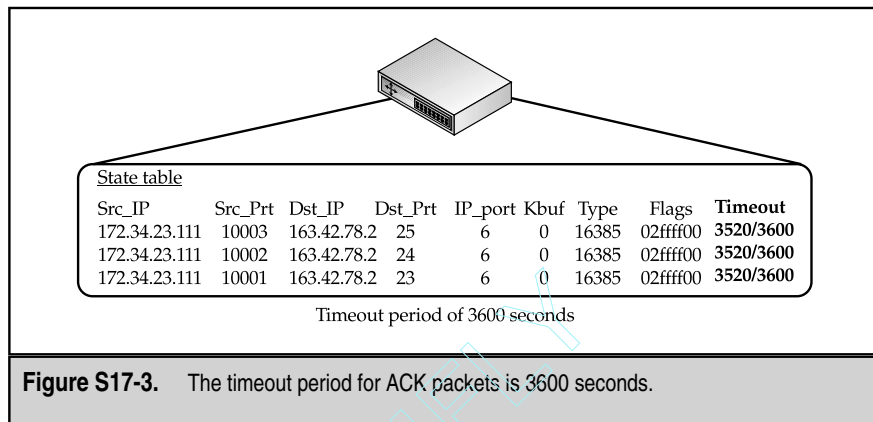 State table
Src_IP Src_Prt Dst_IP Dst_Prt IP_port Kbuf Type Flags Timeout
172.34.23.111 10003 163.42.78.2 25 6 0 16385 02ffff00 3520/3600
172.34.23.111 10002 163.42.78.2 24 6 0 16385 02ffff00 3520/3600
172.34.23.111 10001 163.42.78.2 23 6 0 16385 02ffff00 3520/3600
Timeout period of 3600 seconds
Figure S17-3. The timeout period for ACK packets is 3600 seconds.